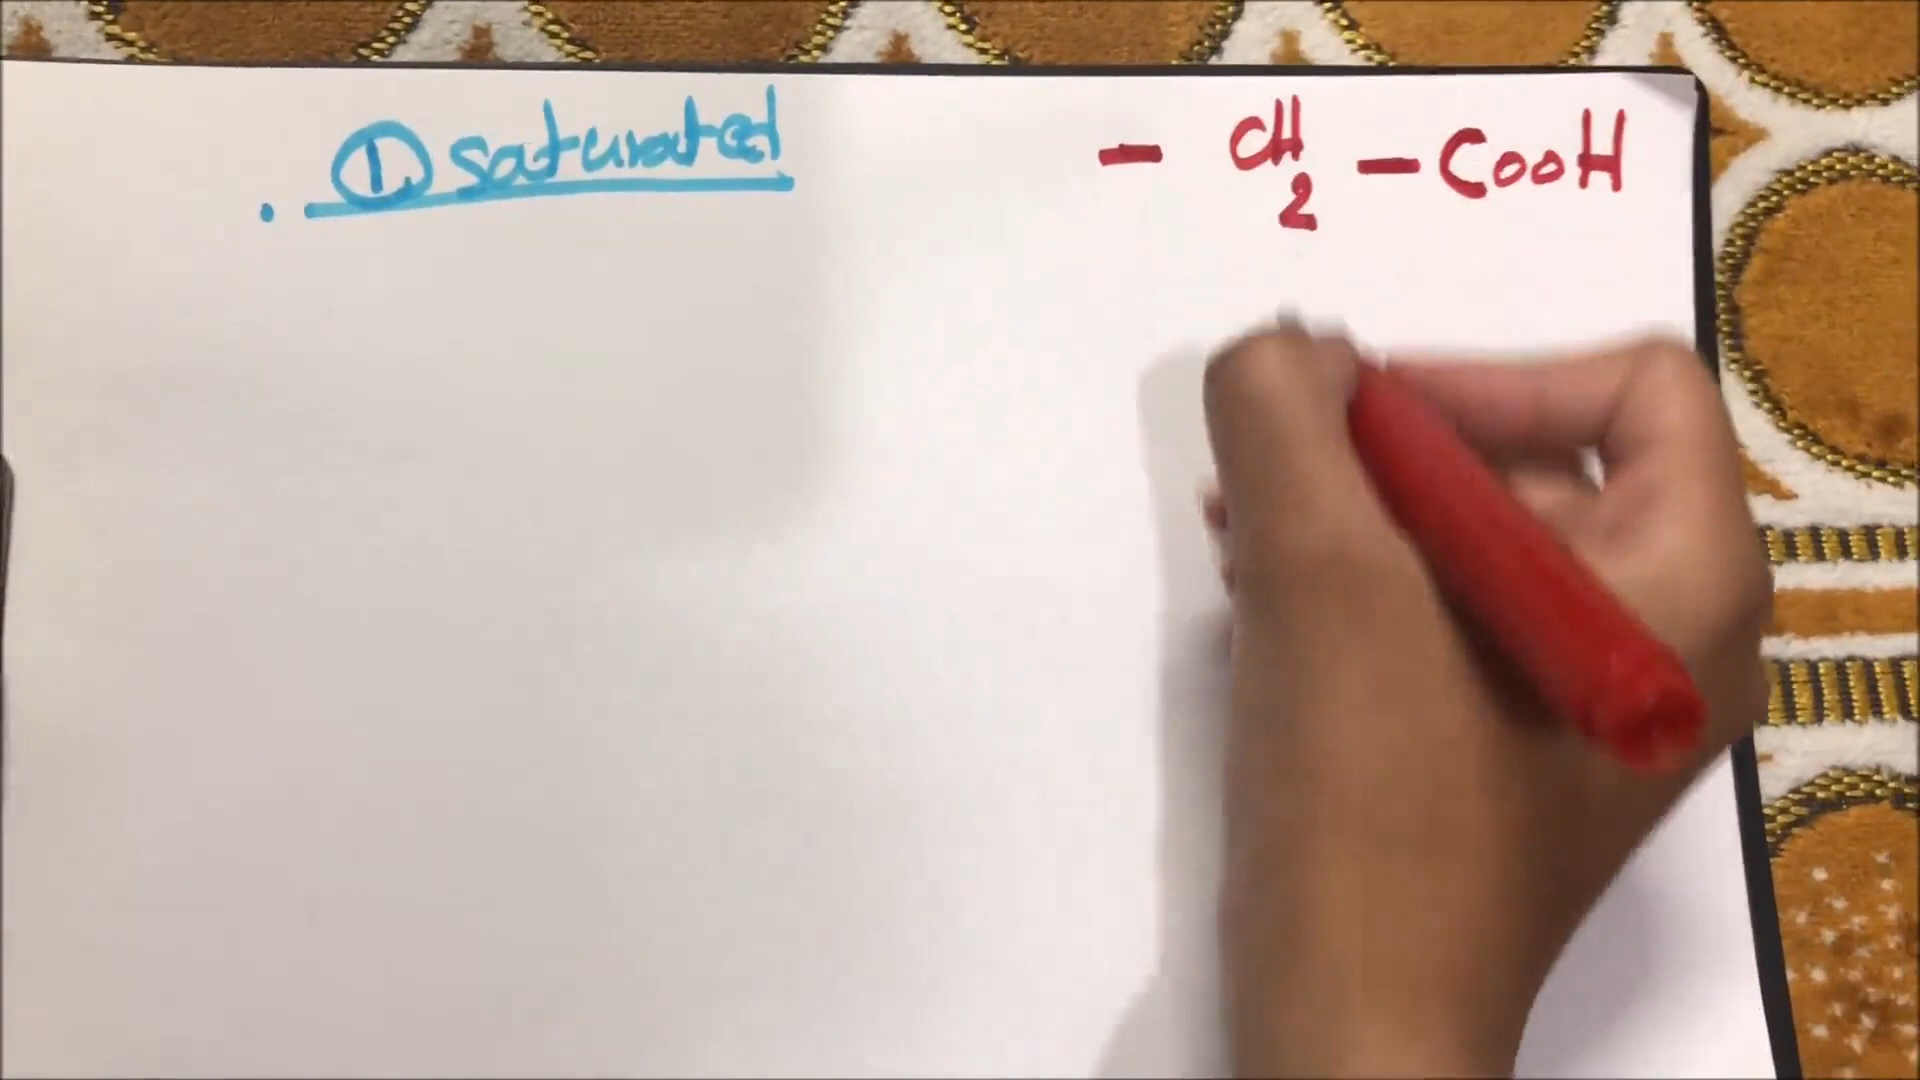 . ① saturated
- CH2 - COOH